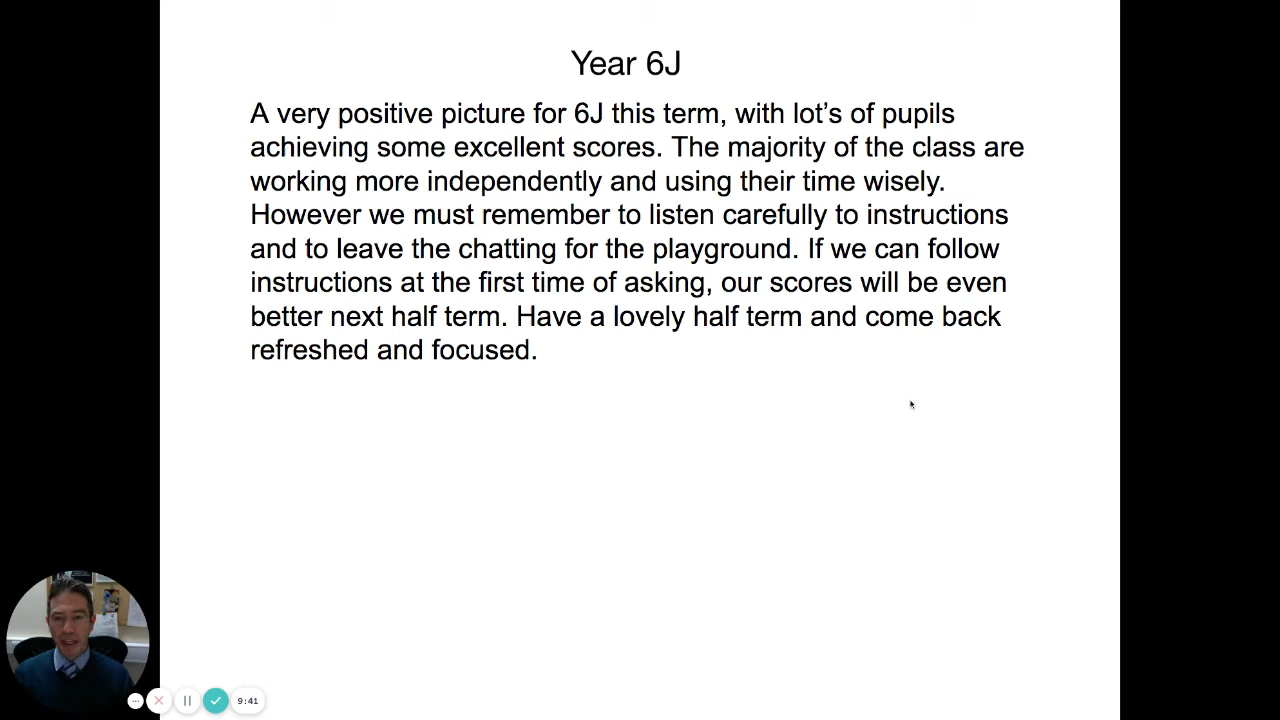 Year 6J
A very positive picture for 6J this term, with lot’s of pupils
achieving some excellent scores. The majority of the class are
working more independently and using their time wisely.
However we must remember to listen carefully to instructions
and to leave the chatting for the playground. If we can follow
instructions at the first time of asking, our scores will be even
better next half term. Have a lovely half term and come back
refreshed and focused.
9:41